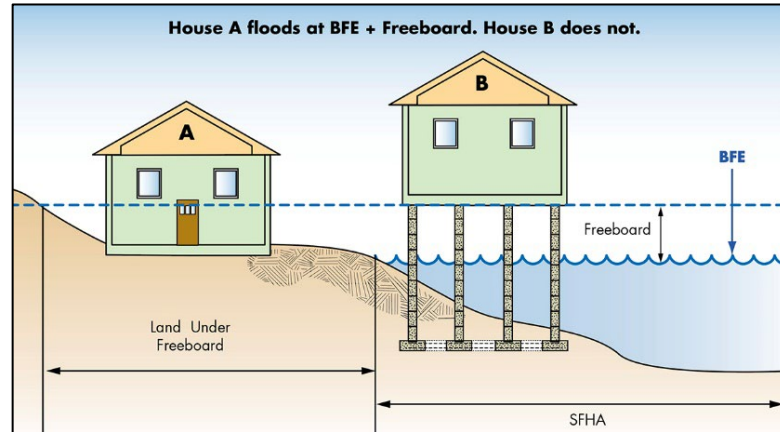 House A floods at BFE + Freeboard. House B does not.
B
A
BFE
Freeboard
Land Under
Freeboard
SFHA